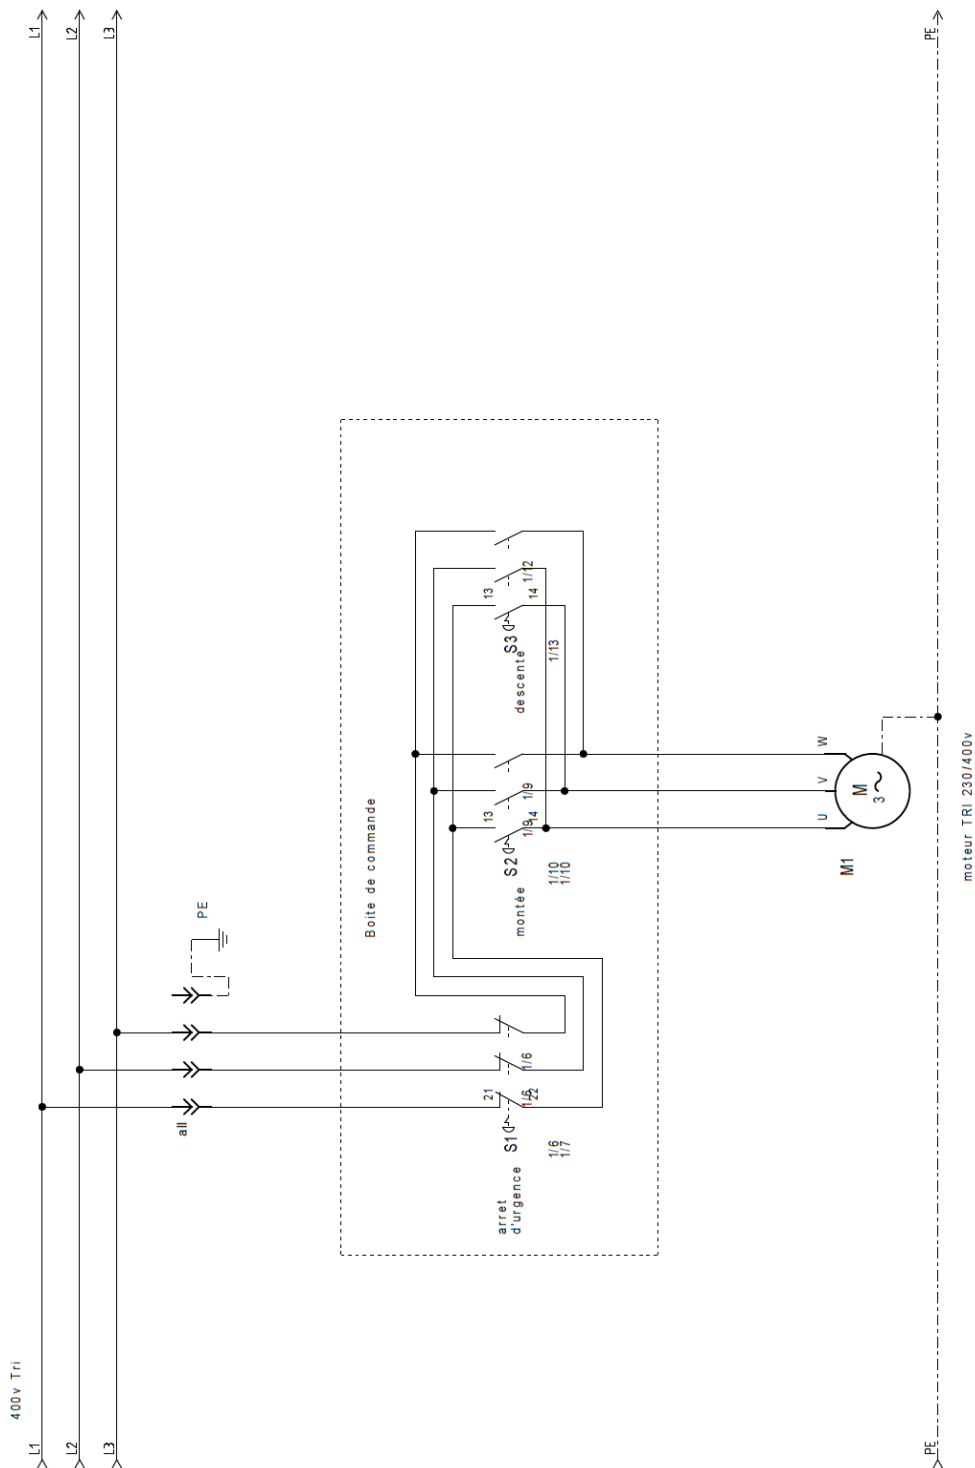 400v Tri
L1
L1
L2
L2
L3
L3
all
PE
Boite de commande
arret
d'urgence
S1
21
22
1/6
1/6
1/6
1/7
montée
S2
13
14
1/9
1/9
1/10
1/10
descente
S3
13
14
1/12
1/13
U
V
W
M
3
M1
PE
PE
moteur TRI 230/400v